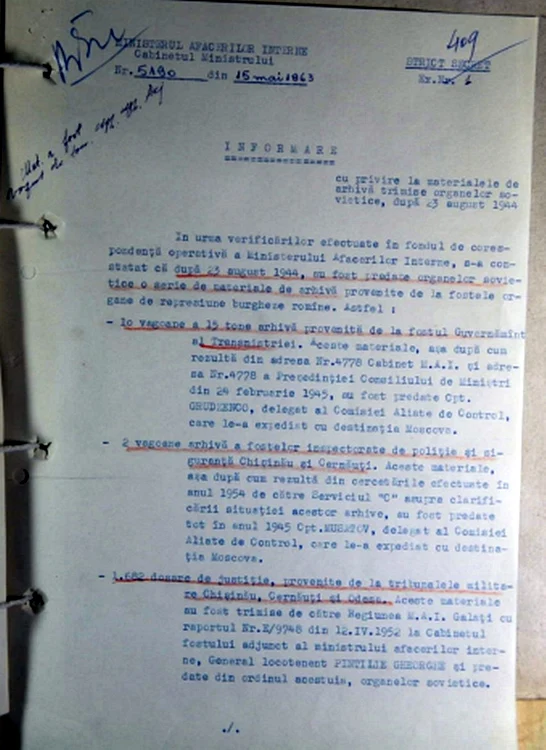 409
MINISTERUL AFACERILOR INTERNE
Cabinetul Ministrului
Nr. 5190 din 15 mai 1963
STRICT SECRET
Ex.Nr. 1
INFORMARE
cu privire la materialele de
arhivă trimise organelor so-
vietice, după 23 august 1944
In urma verificărilor efectuate în fondul de cores-
pondență operativă a Ministerului Afacerilor Interne, s-a con-
statat că după 23 august 1944, au fost predate organelor sovie-
tice o serie de materiale de arhivă provenite de la fostele or-
gane de represiune burgheze romîne. Astfel :
- lo vagoane a 15 tone arhivă provenită de la fostul Guvernămînt
al Transnistriei. Aceste materiale, așa după cum
rezultă din adresa Nr.4778 Cabinet M.A.I. și adre-
sa Nr.4778 a Președinției Consiliului de Miniștri
din 24 februarie 1945, au fost predate Cpt.
GRUDEENCO, delegat al Comisiei Aliate de Control,
care le-a expediat cu destinația Moscova.
- 2 vagoane arhivă a fostelor inspectorate de poliție și si-
guranță Chișinău și Cernăuți. Aceste materiale,
așa după cum rezultă din cercetările efectuate în
anul 1954 de către Serviciul "C" asupra clarifi-
cării situației acestor arhive, au fost predate
tot în anul 1945 Cpt.MUSATOV, delegat al Comisiei
Aliate de Control, care le-a expediat cu destina-
ția Moscova.
- 1.682 dosare de justiție, provenite de la tribunalele milita-
re Chișinău, Cernăuți și Odesa. Aceste materiale
au fost trimise de către Regiunea M.A.I. Galați cu
raportul Nr.E/9748 din 12.IV.1952 la Cabinetul
fostului adjunct al ministrului afacerilor inter-
ne, General locotenent PINTILIE GHEORGHE și pre-
date din ordinul acestuia, organelor sovietice.
./.